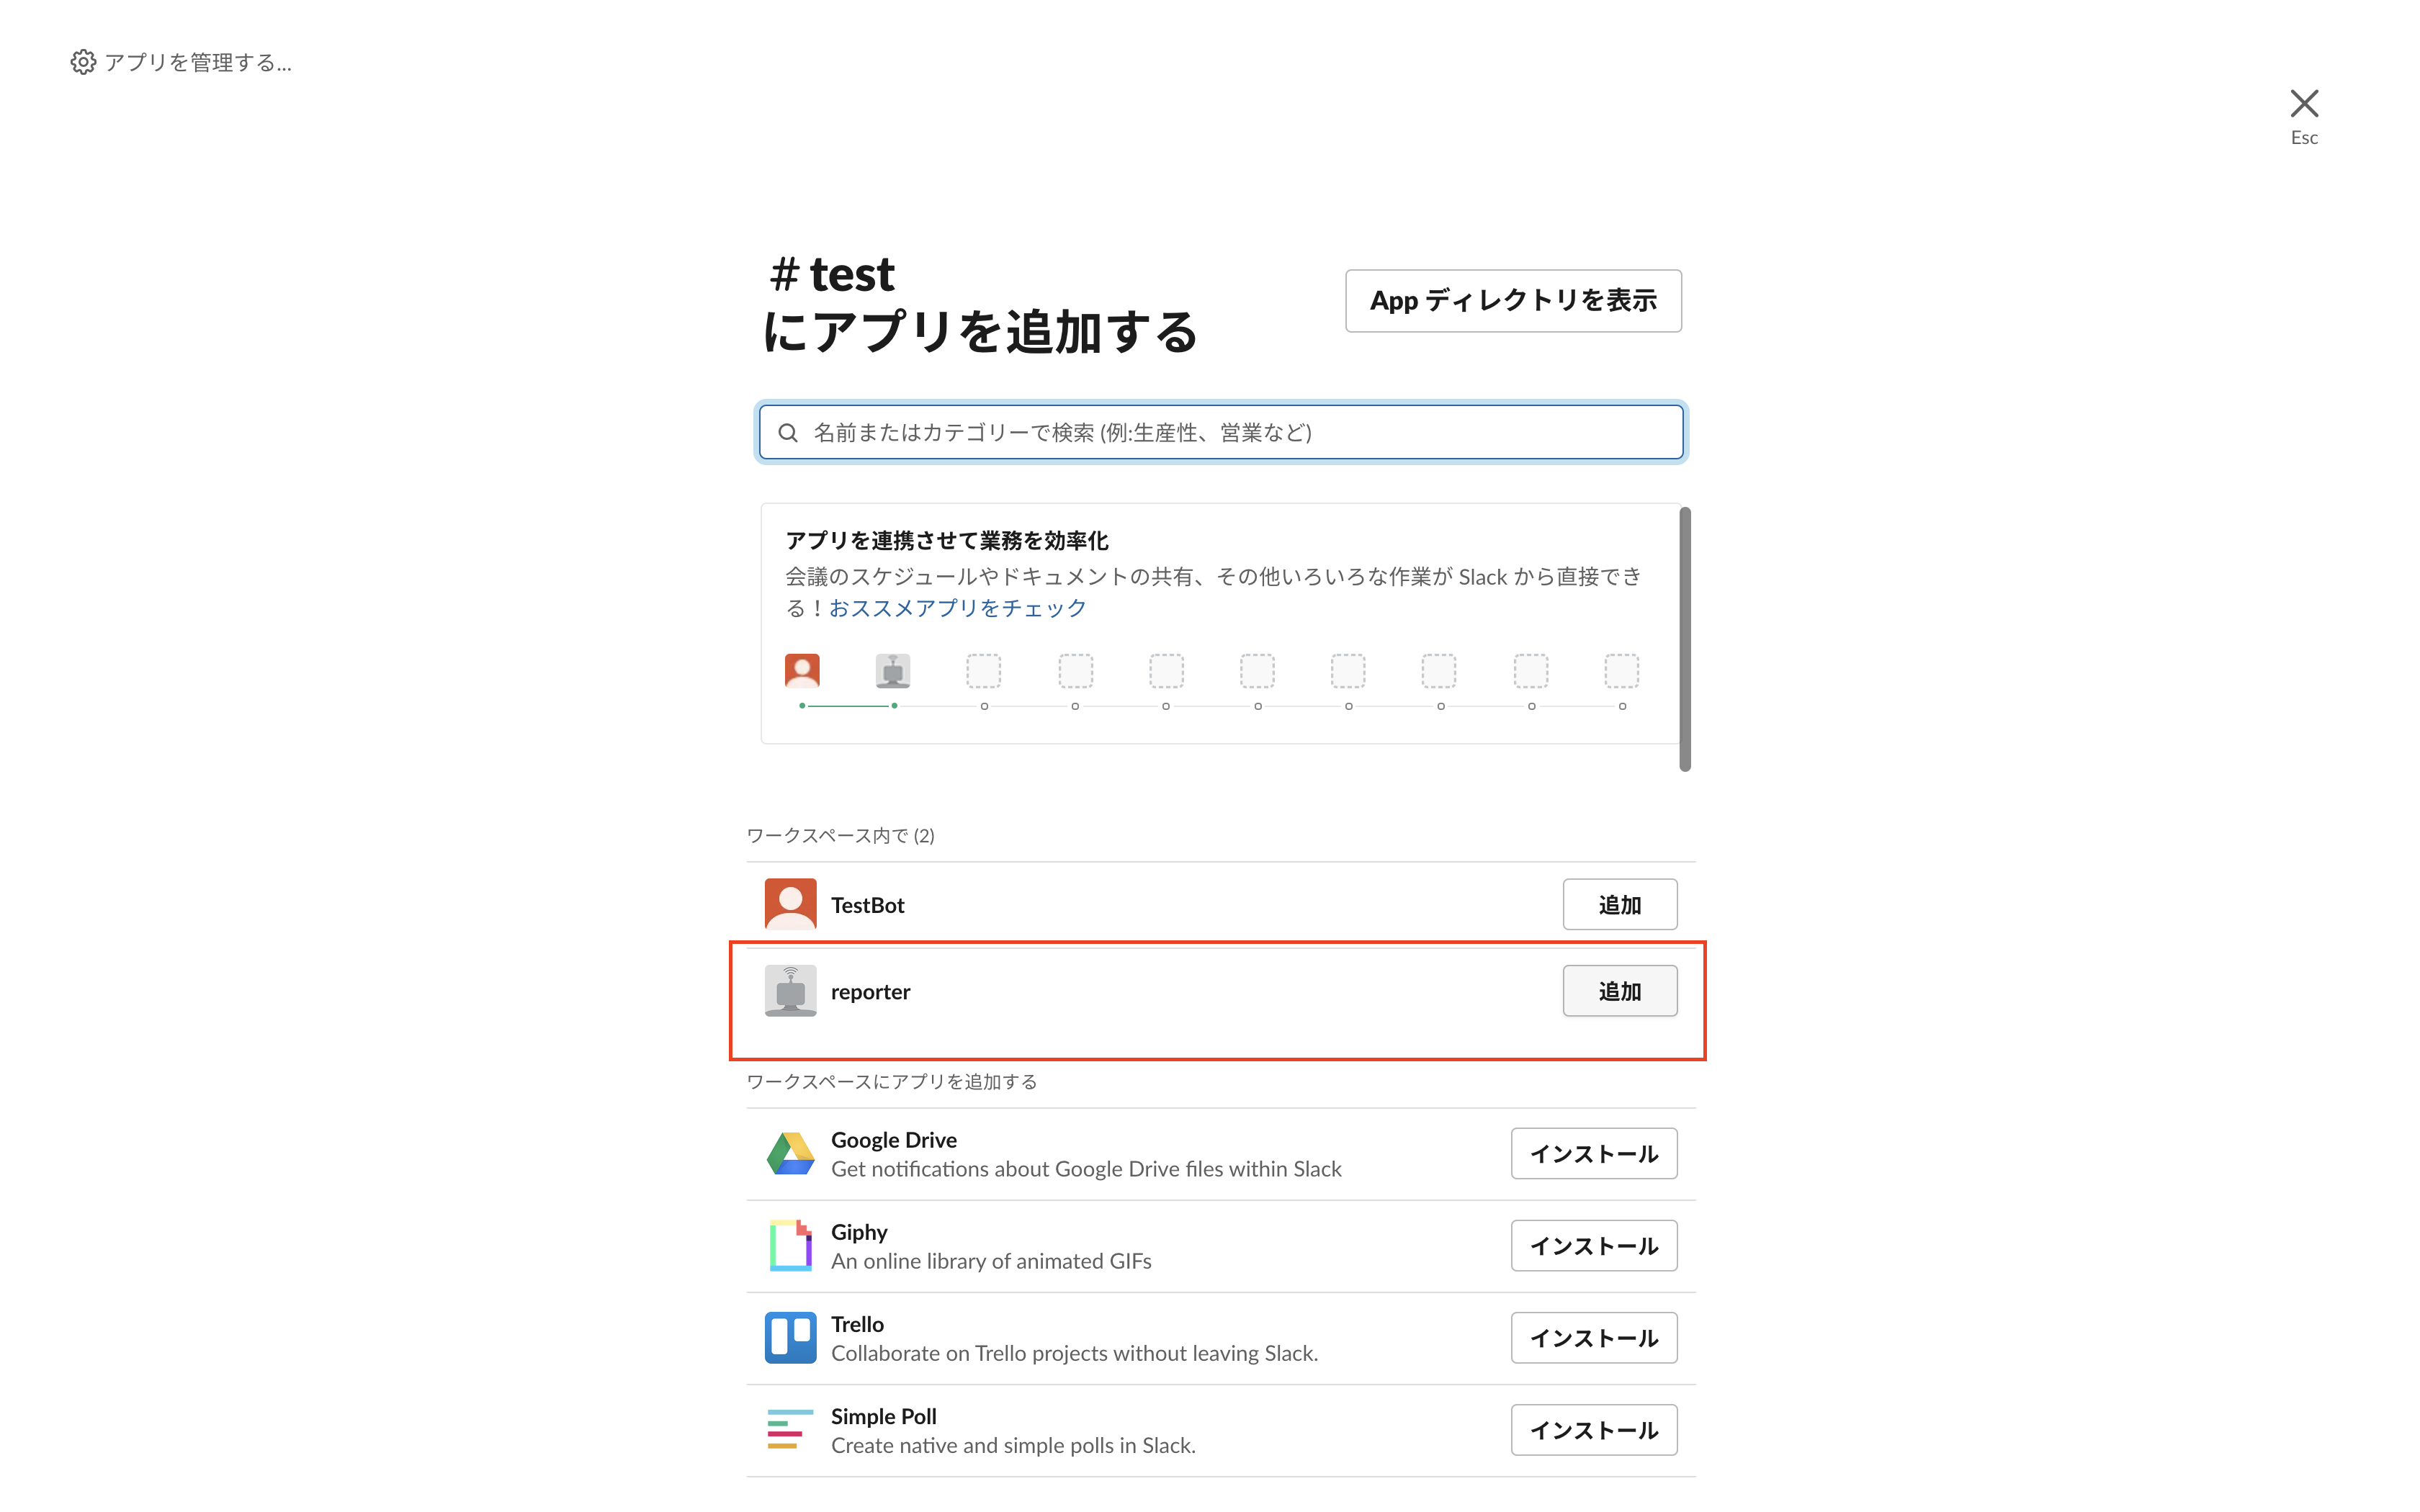 アプリを管理する...
Esc
# test
にアプリを追加する
App ディレクトリを表示
名前またはカテゴリーで検索 (例:生産性、営業など)
アプリを連携させて業務を効率化
会議のスケジュールやドキュメントの共有、その他いろいろな作業が Slack から直接でき
る！おススメアプリをチェック
ワークスペース内で (2)
TestBot
追加
reporter
追加
ワークスペースにアプリを追加する
Google Drive
Get notifications about Google Drive files within Slack
インストール
Giphy
An online library of animated GIFs
インストール
Trello
Collaborate on Trello projects without leaving Slack.
インストール
Simple Poll
Create native and simple polls in Slack.
インストール